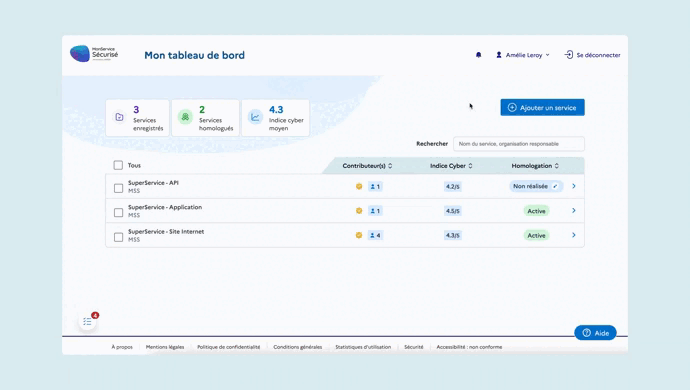 MonService
Sécurisé
Mon tableau de bord
Amélie Leroy
Se déconnecter
3
Services
enregistrés
2
Services
homologués
4.3
Indice cyber
moyen
Ajouter un service
Rechercher
Nom du service, organisation responsable
Tous
Contributeur(s)
Indice Cyber
Homologation
SuperService - API
MSS
1
4.2/5
Non réalisée
SuperService - Application
MSS
1
4.5/5
Active
SuperService - Site Internet
MSS
4
4.3/5
Active
4
Aide
À propos
Mentions légales
Politique de confidentialité
Conditions générales
Statistiques d'utilisation
Sécurité
Accessibilité : non conforme